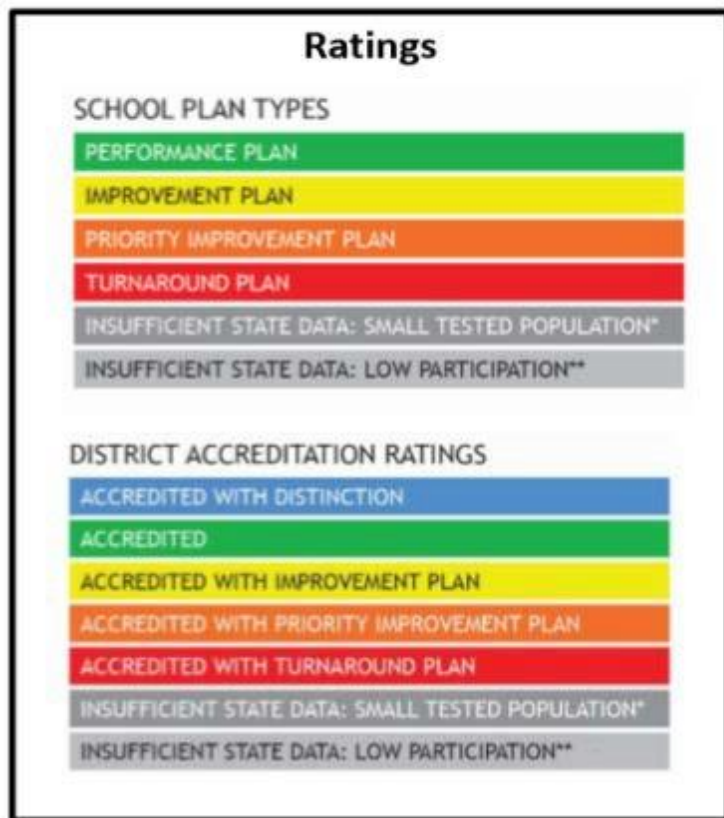 Ratings
SCHOOL PLAN TYPES
PERFORMANCE PLAN
IMPROVEMENT PLAN
PRIORITY IMPROVEMENT PLAN
TURNAROUND PLAN
INSUFFICIENT STATE DATA: SMALL TESTED POPULATION*
INSUFFICIENT STATE DATA: LOW PARTICIPATION**
DISTRICT ACCREDITATION RATINGS
ACCREDITED WITH DISTINCTION
ACCREDITED
ACCREDITED WITH IMPROVEMENT PLAN
ACCREDITED WITH PRIORITY IMPROVEMENT PLAN
ACCREDITED WITH TURNAROUND PLAN
INSUFFICIENT STATE DATA: SMALL TESTED POPULATION*
INSUFFICIENT STATE DATA: LOW PARTICIPATION**